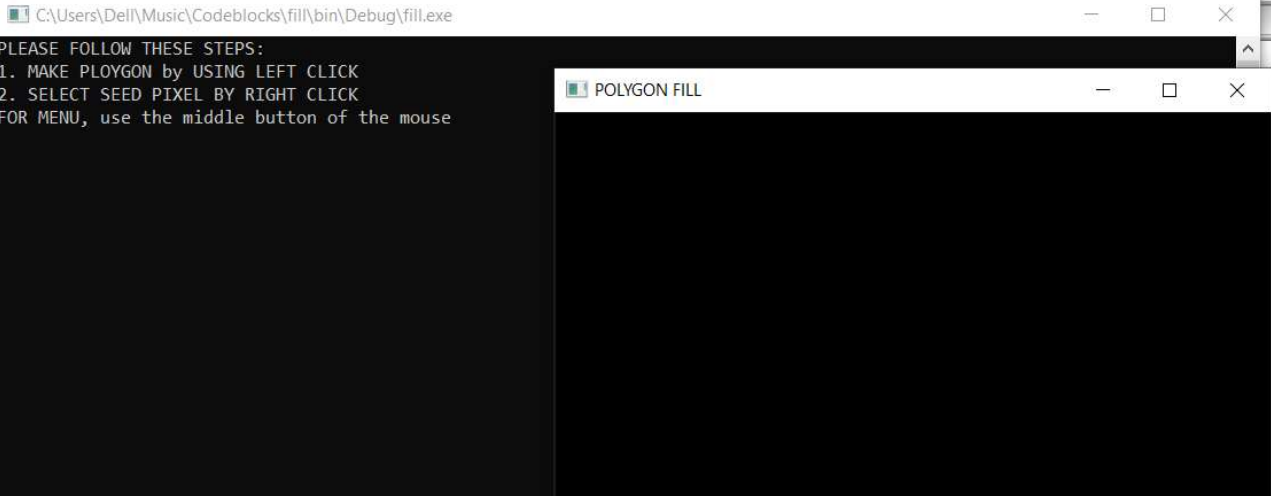 C:\Users\Dell\Music\Codeblocks\fill\bin\Debug\fill.exe
PLEASE FOLLOW THESE STEPS:
1. MAKE PLOYGON by USING LEFT CLICK
2. SELECT SEED PIXEL BY RIGHT CLICK
FOR MENU, use the middle button of the mouse
POLYGON FILL